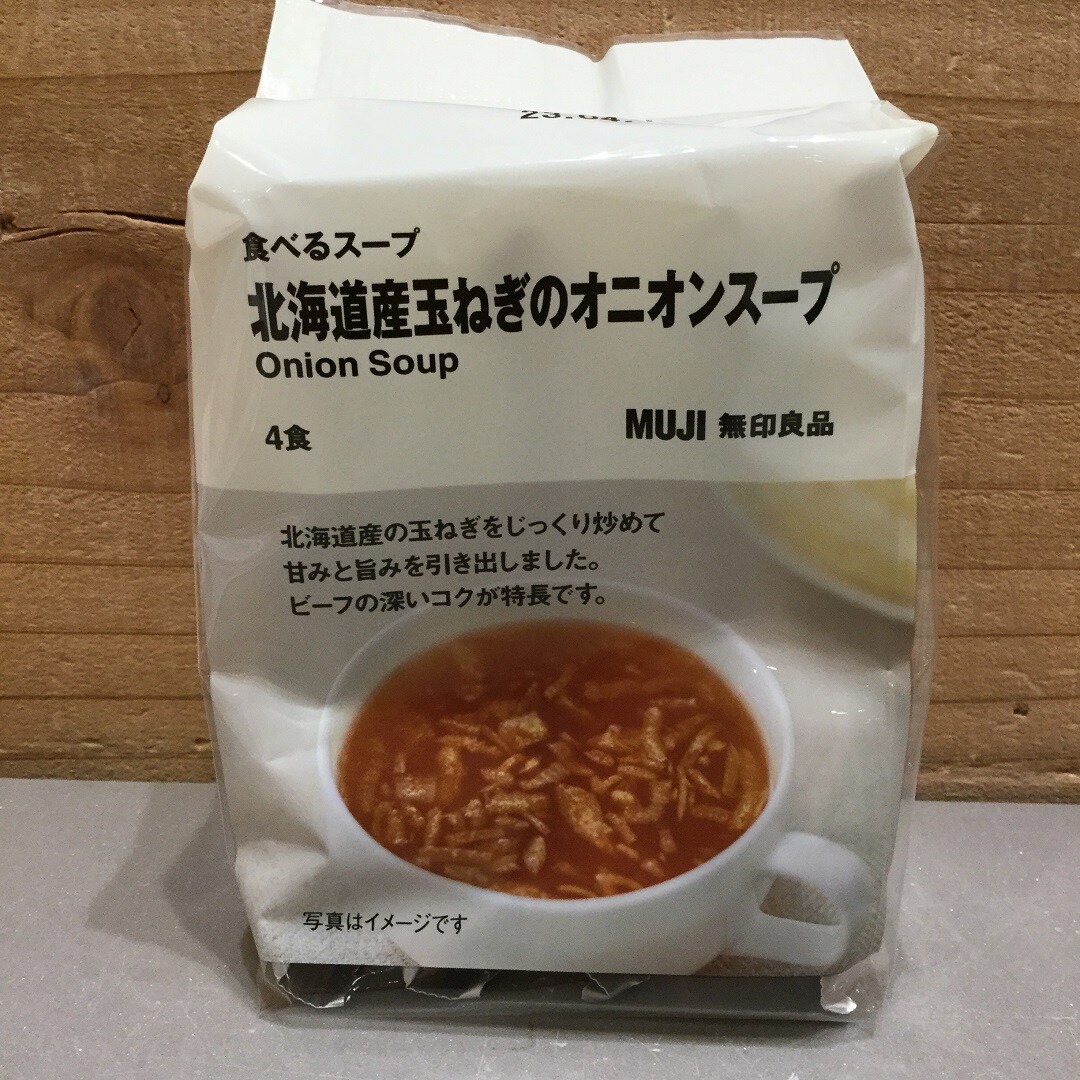 食べるスープ
北海道産玉ねぎのオニオンスープ
Onion Soup
4食
MUJI 無印良品
北海道産の玉ねぎをじっくり炒めて
甘みと旨みを引き出しました。
ビーフの深いコクが特長です。
写真はイメージです